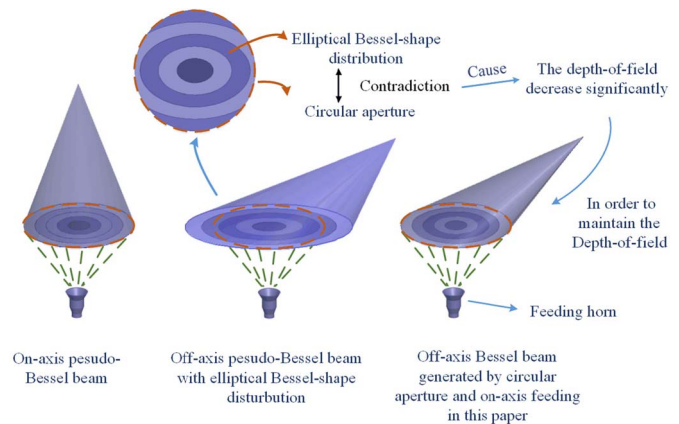 Elliptical Bessel-shape
distribution
Contradiction
Circular aperture
Cause
The depth-of-field
decrease significantly
In order to
maintain the
Depth-of-field
Feeding horn
On-axis pesudo-
Bessel beam
Off-axis pesudo-Bessel beam
with elliptical Bessel-shape
disturbution
Off-axis Bessel beam
generated by circular
aperture and on-axis feeding
in this paper